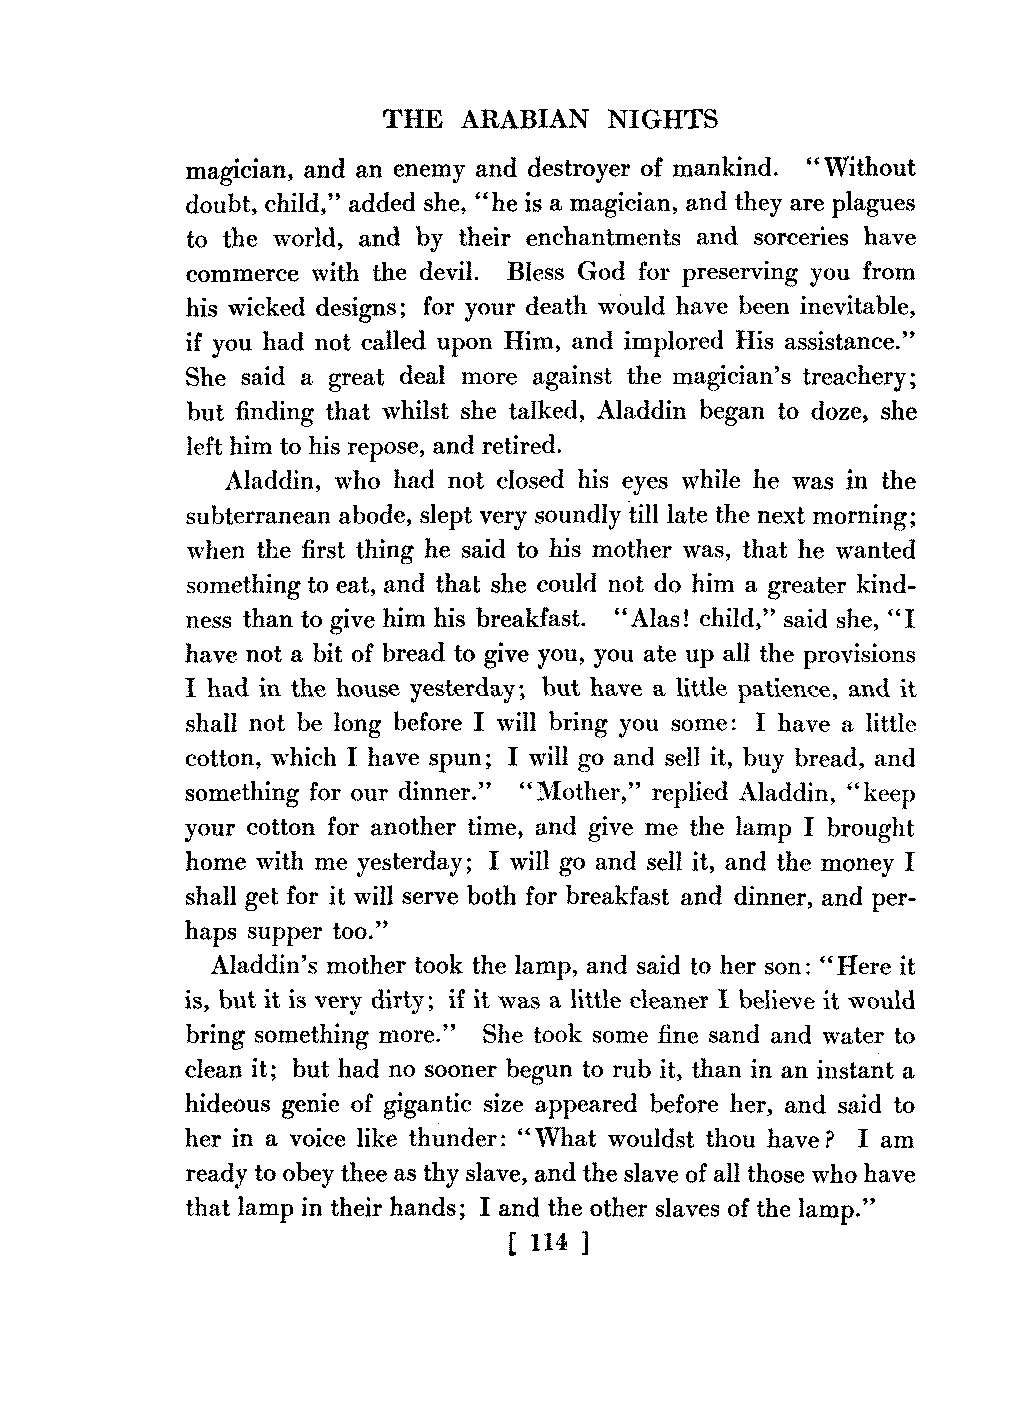 THE ARABIAN NIGHTS
magician, and an enemy and destroyer of mankind. "Without
doubt, child," added she, "he is a magician, and they are plagues
to the world, and by their enchantments and sorceries have
commerce with the devil. Bless God for preserving you from
his wicked designs; for your death would have been inevitable,
if you had not called upon Him, and implored His assistance."
She said a great deal more against the magician's treachery;
but finding that whilst she talked, Aladdin began to doze, she
left him to his repose, and retired.
Aladdin, who had not closed his eyes while he was in the
subterranean abode, slept very soundly till late the next morning;
when the first thing he said to his mother was, that he wanted
something to eat, and that she could not do him a greater kind-
ness than to give him his breakfast. "Alas! child," said she, "I
have not a bit of bread to give you, you ate up all the provisions
I had in the house yesterday; but have a little patience, and it
shall not be long before I will bring you some: I have a little
cotton, which I have spun; I will go and sell it, buy bread, and
something for our dinner." "Mother," replied Aladdin, "keep
your cotton for another time, and give me the lamp I brought
home with me yesterday; I will go and sell it, and the money I
shall get for it will serve both for breakfast and dinner, and per-
haps supper too."
Aladdin's mother took the lamp, and said to her son: "Here it
is, but it is very dirty; if it was a little cleaner I believe it would
bring something more." She took some fine sand and water to
clean it; but had no sooner begun to rub it, than in an instant a
hideous genie of gigantic size appeared before her, and said to
her in a voice like thunder: "What wouldst thou have? I am
ready to obey thee as thy slave, and the slave of all those who have
that lamp in their hands; I and the other slaves of the lamp."
[ 114 ]